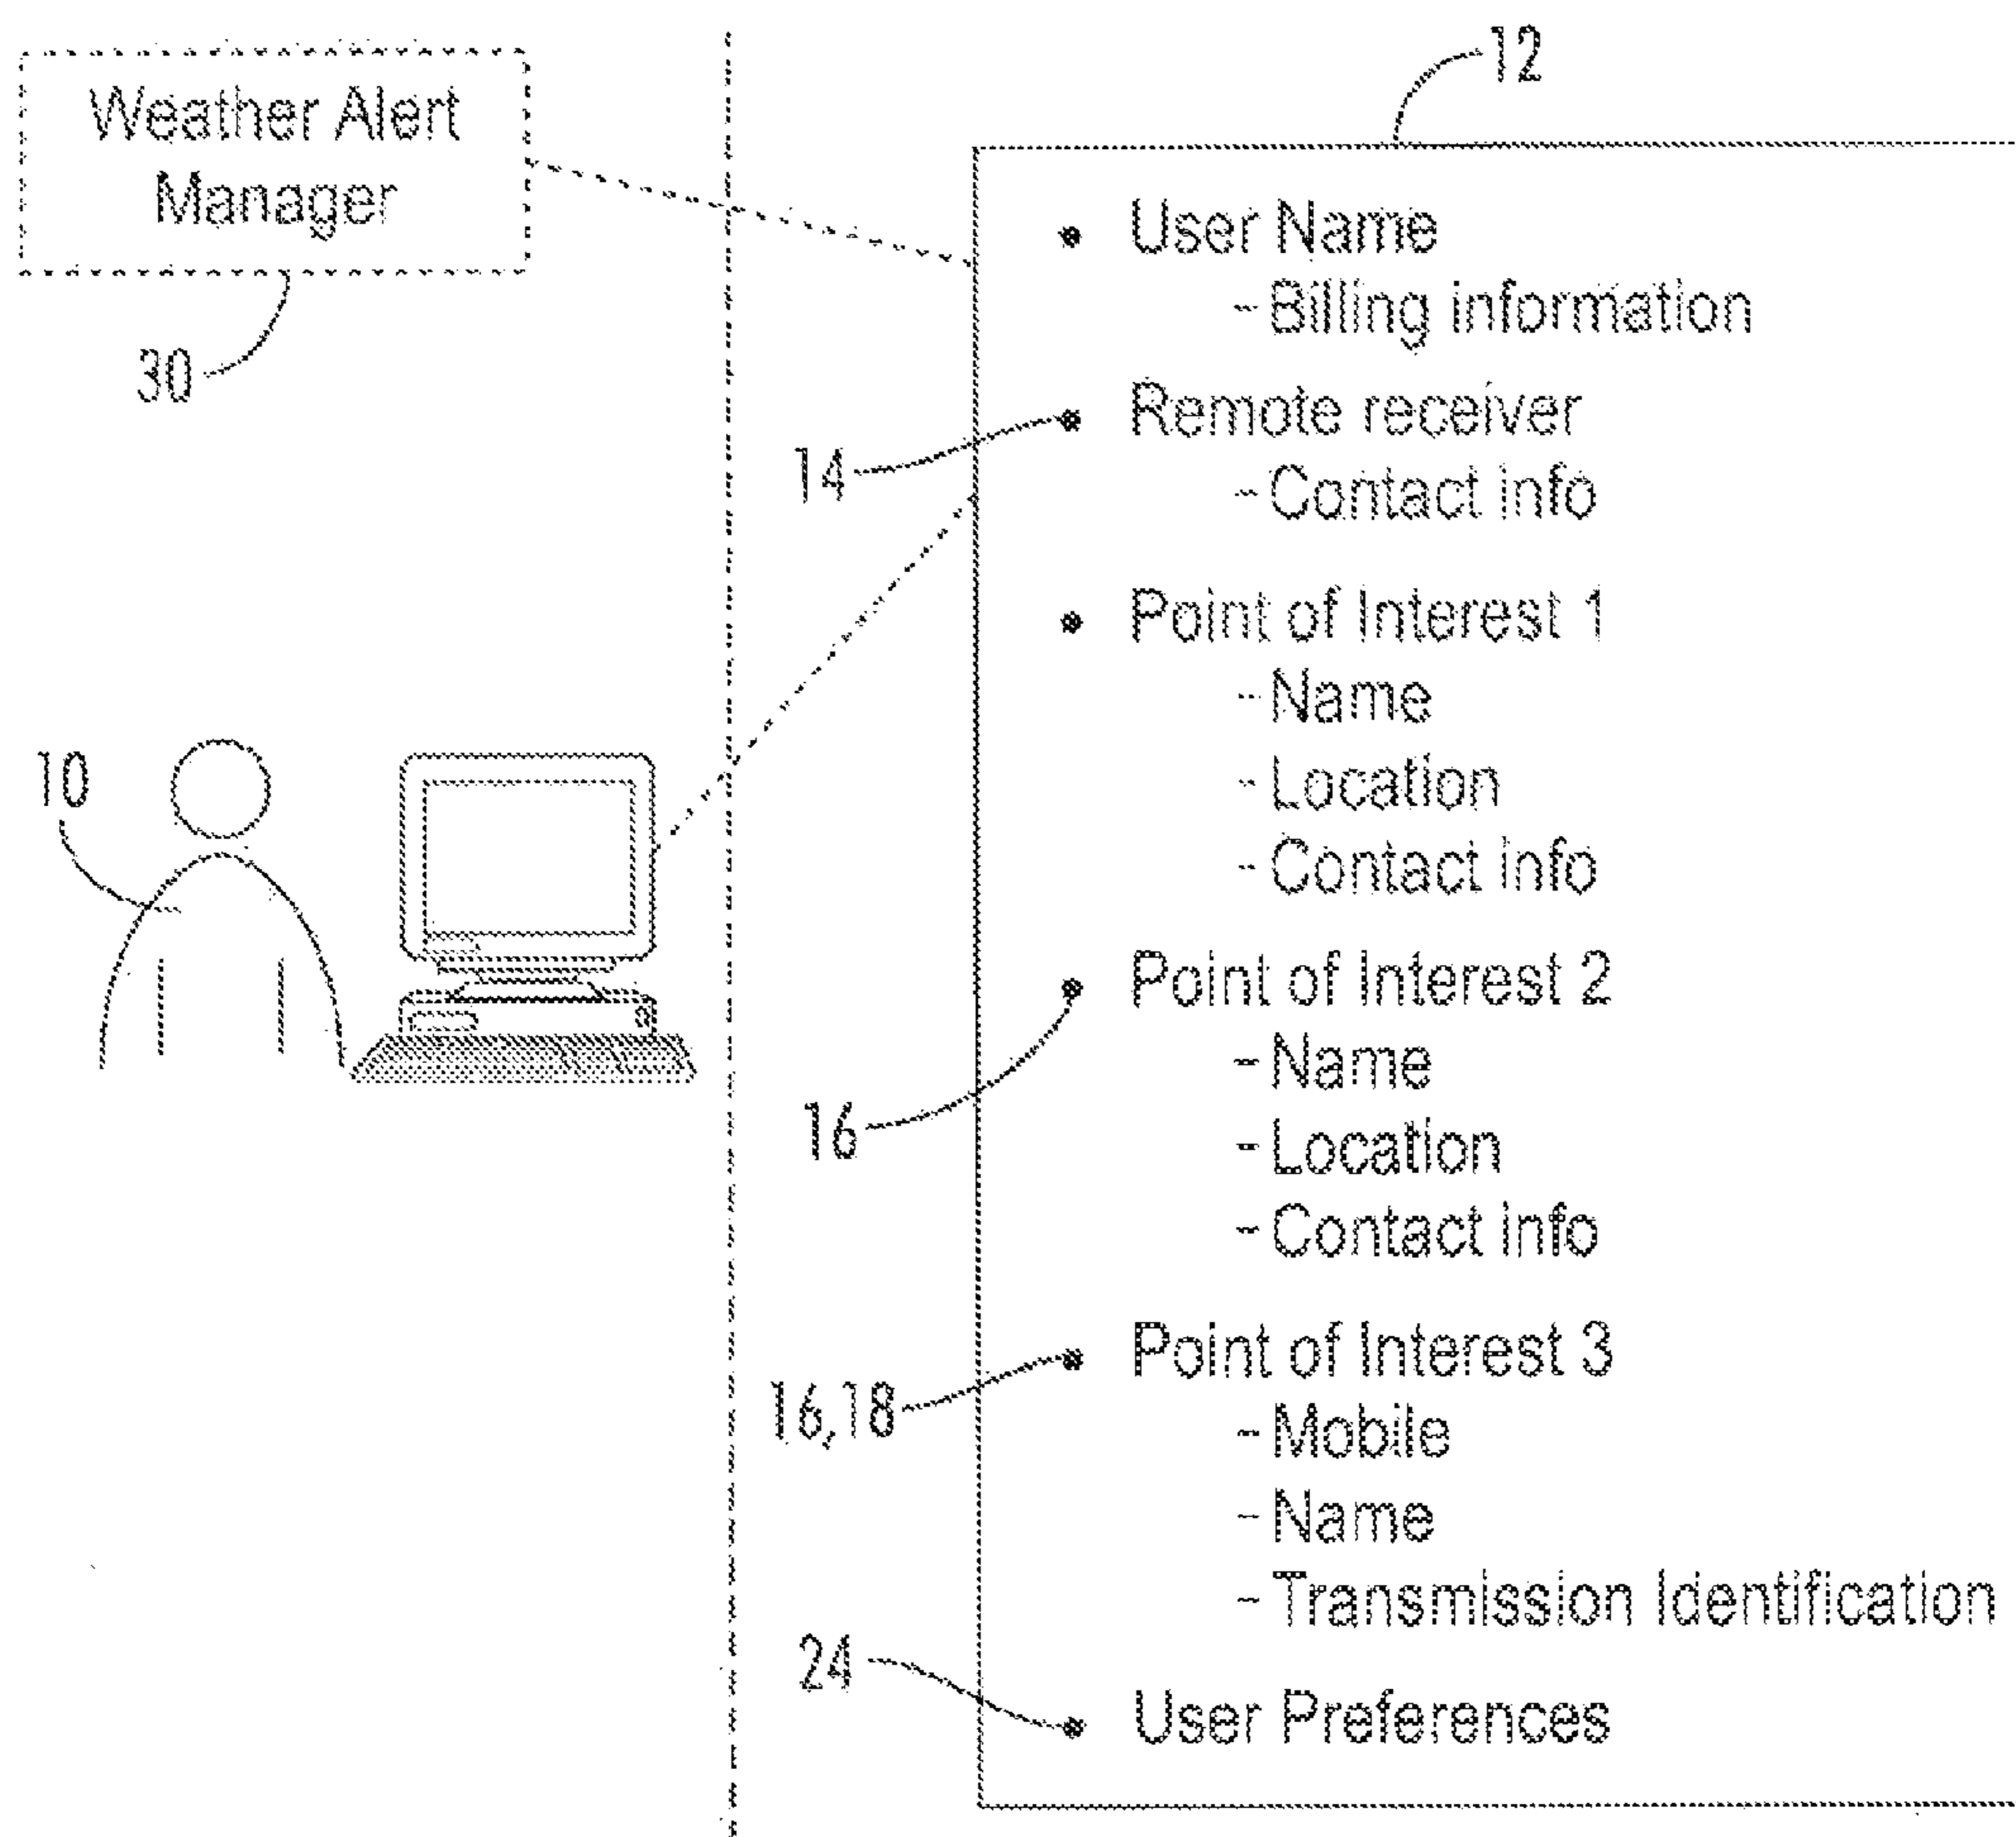 Weather Alert
Manager
30
10
12
• User Name
- Billing information
14
• Remote receiver
- Contact info
• Point of Interest 1
- Name
- Location
- Contact info
16
• Point of Interest 2
- Name
- Location
- Contact info
16,18
• Point of Interest 3
- Mobile
- Name
- Transmission Identification
24
• User Preferences